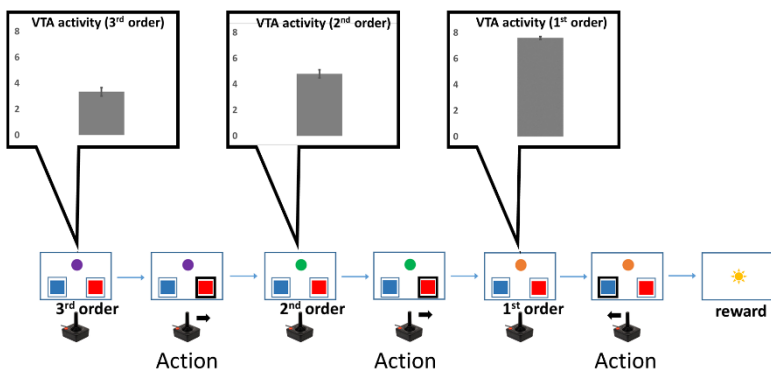 VTA activity (3rd order)
8
6
4
2
0
VTA activity (2nd order)
8
6
4
2
0
VTA activity (1st order)
8
6
4
2
0
3rd order
2nd order
1st order
reward
Action
Action
Action